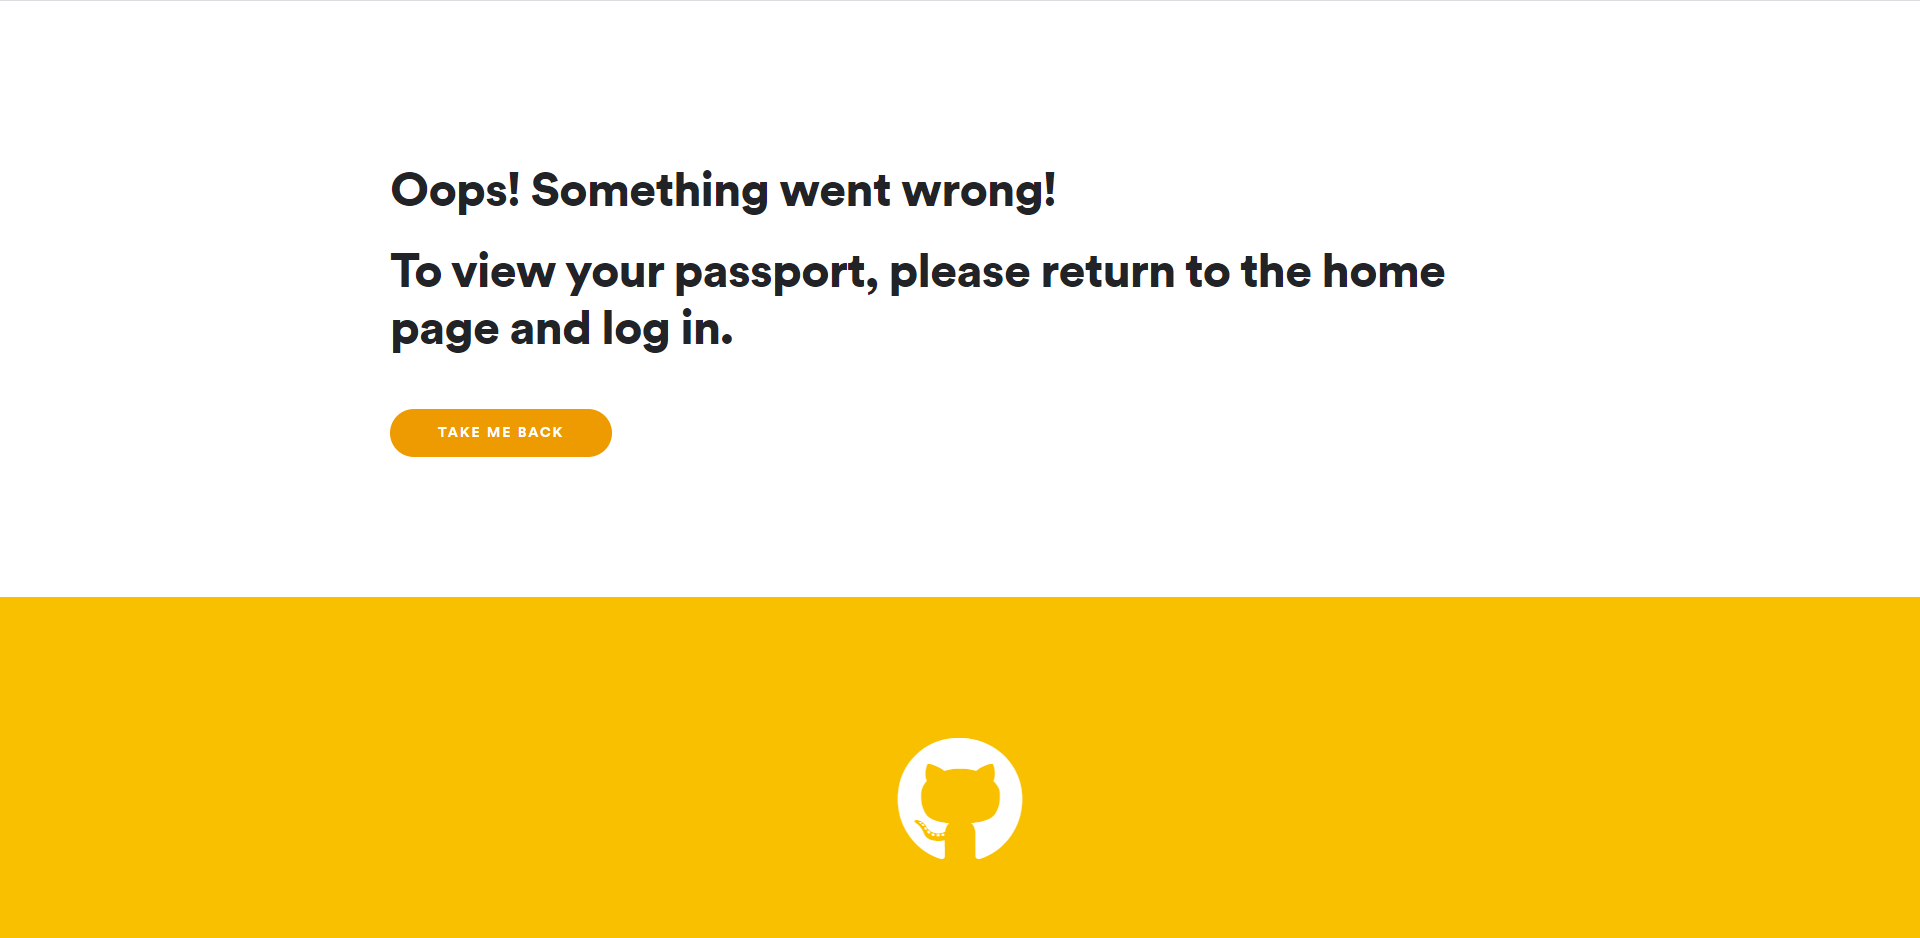 Oops! Something went wrong!
To view your passport, please return to the home
page and log in.
TAKE ME BACK